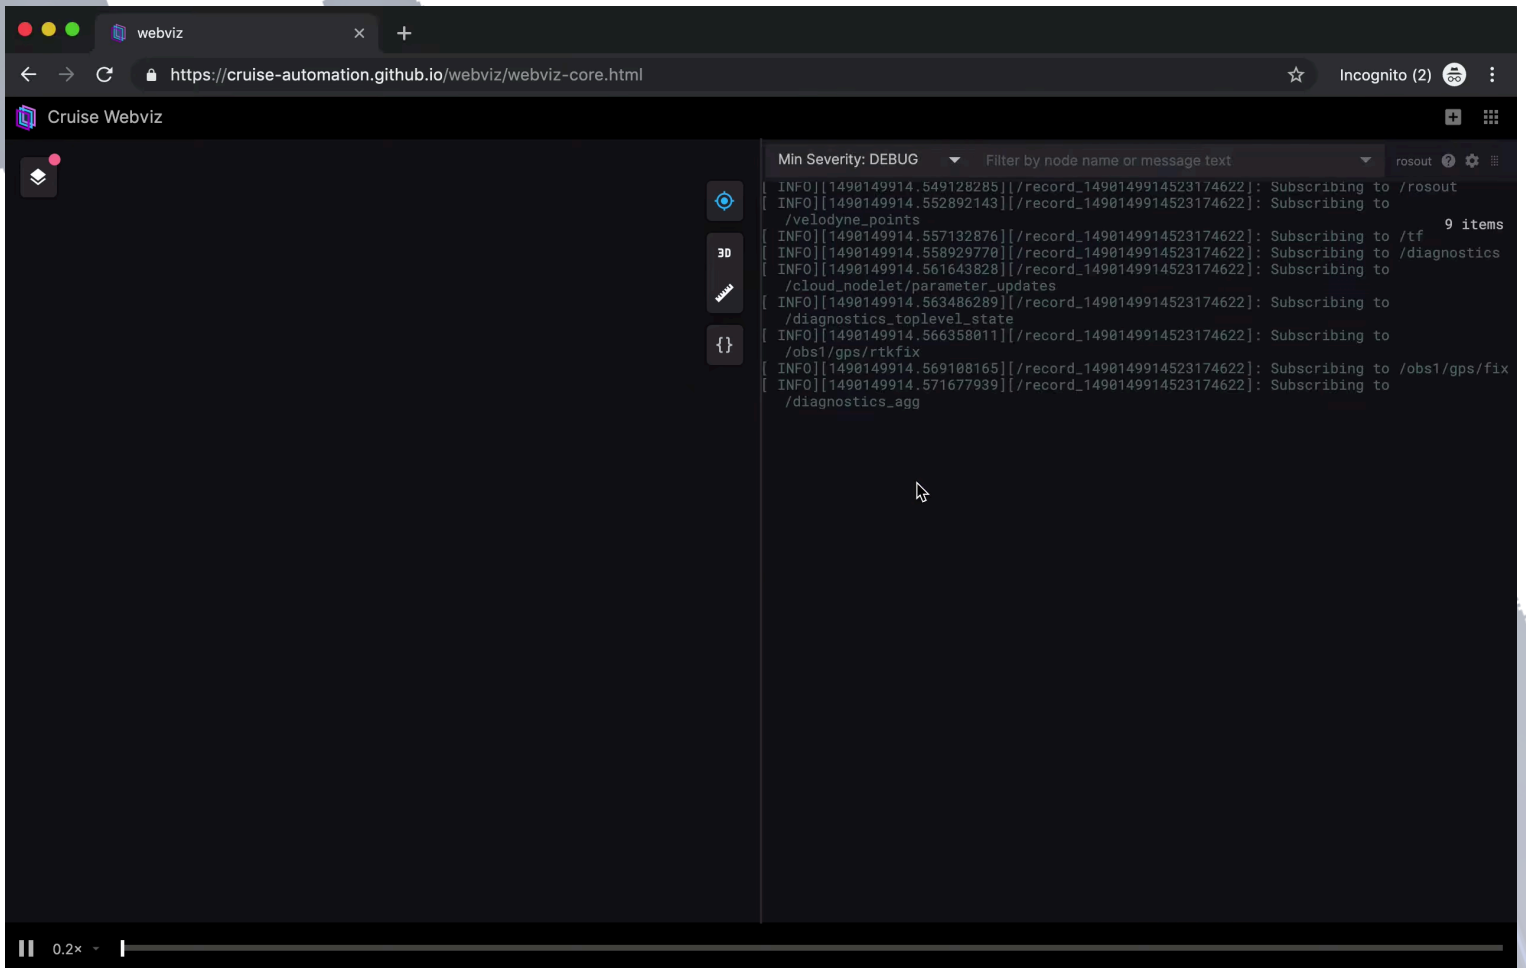 webviz
https://cruise-automation.github.io/webviz/webviz-core.html
Incognito (2)
Cruise Webviz
Min Severity: DEBUG
Filter by node name or message text
rosout
[ INFO][1490149914.549128285][/record_1490149914523174622]: Subscribing to /rosout
[ INFO][1490149914.552892143][/record_1490149914523174622]: Subscribing to
/velodyne_points
9 items
[ INFO][1490149914.557132876][/record_1490149914523174622]: Subscribing to /tf
[ INFO][1490149914.558929770][/record_1490149914523174622]: Subscribing to /diagnostics
[ INFO][1490149914.561643828][/record_1490149914523174622]: Subscribing to
/cloud_nodelet/parameter_updates
[ INFO][1490149914.563486289][/record_1490149914523174622]: Subscribing to
/diagnostics_toplevel_state
[ INFO][1490149914.566358011][/record_1490149914523174622]: Subscribing to
/obs1/gps/rtkfix
[ INFO][1490149914.569108165][/record_1490149914523174622]: Subscribing to /obs1/gps/fix
[ INFO][1490149914.571677939][/record_1490149914523174622]: Subscribing to
/diagnostics_agg
3D
{}
0.2×